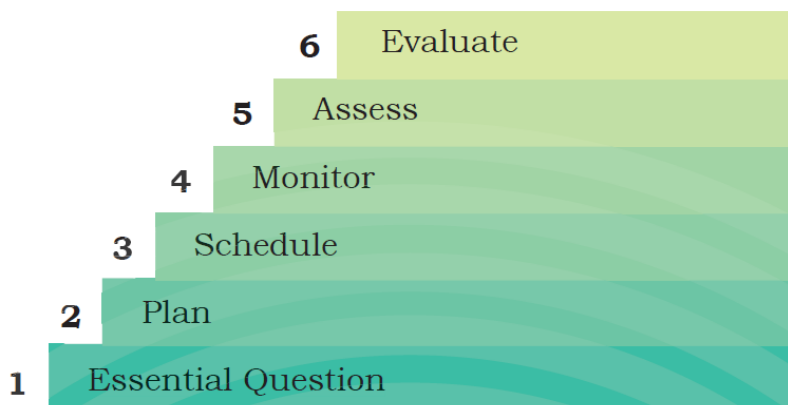 6 Evaluate
5 Assess
4 Monitor
3 Schedule
2 Plan
1 Essential Question